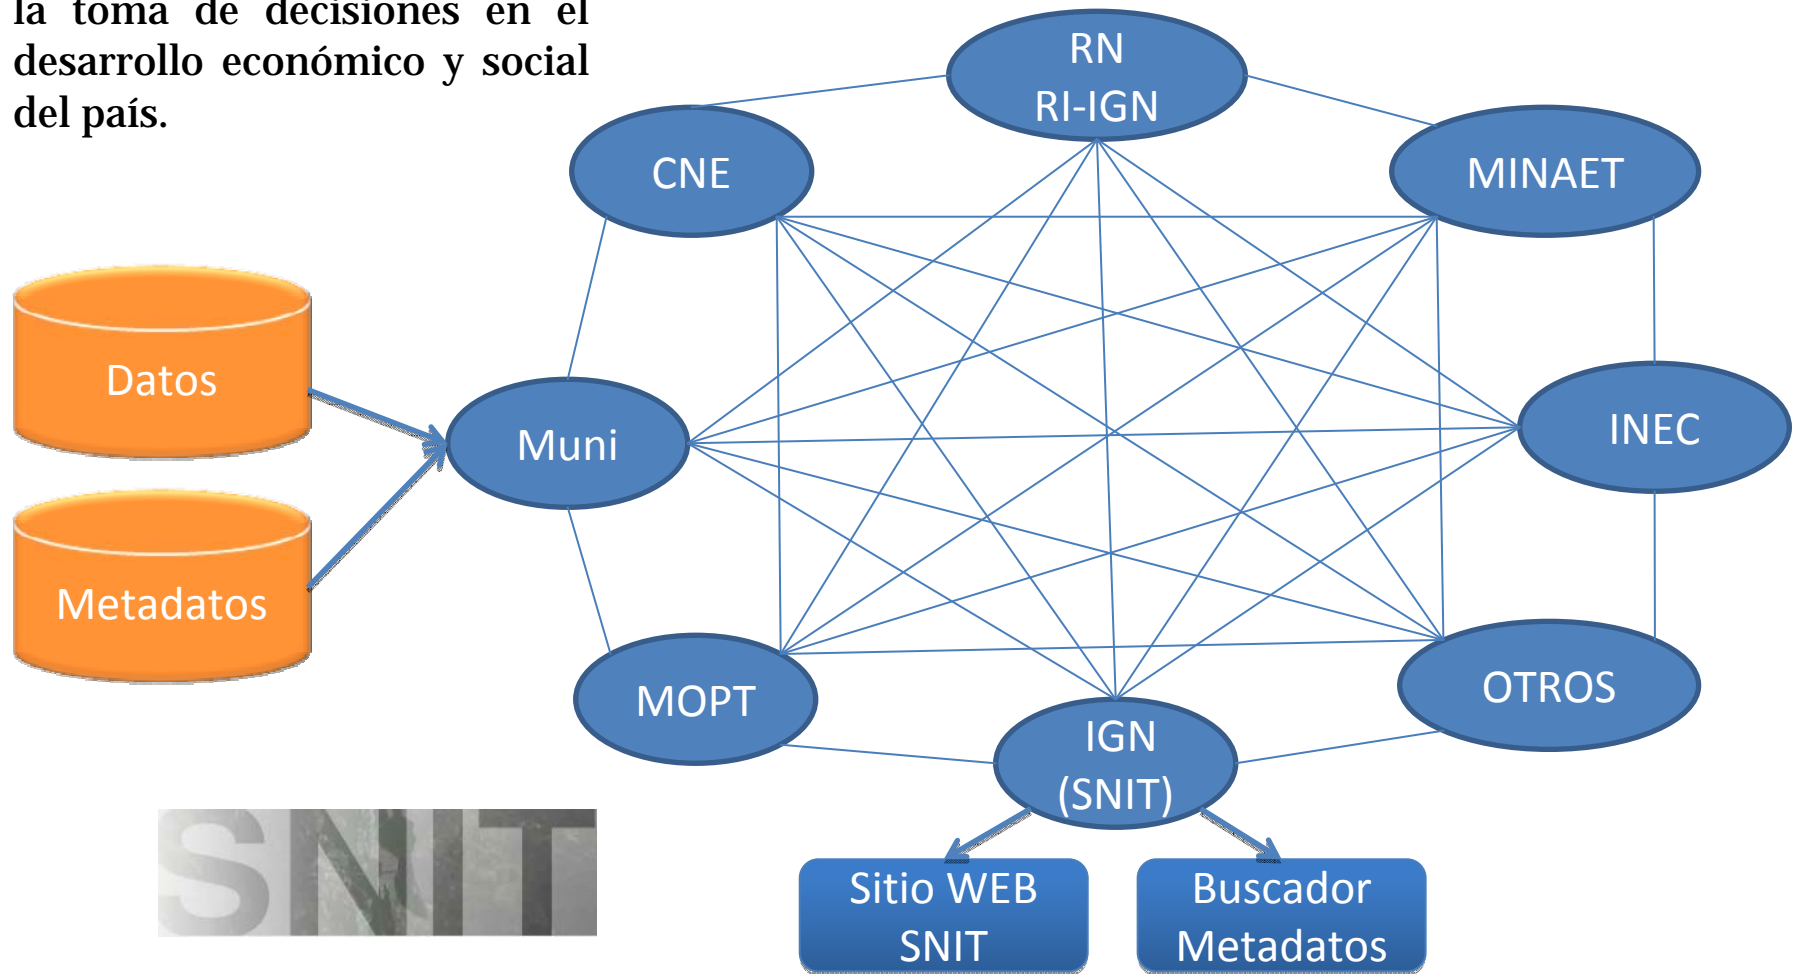 la toma de decisiones en el
desarrollo económico y social
del país.
RN
RI-IGN
CNE
MINAET
Datos
Muni
INEC
Metadatos
MOPT
OTROS
IGN
(SNIT)
SNIT
Sitio WEB
SNIT
Buscador
Metadatos